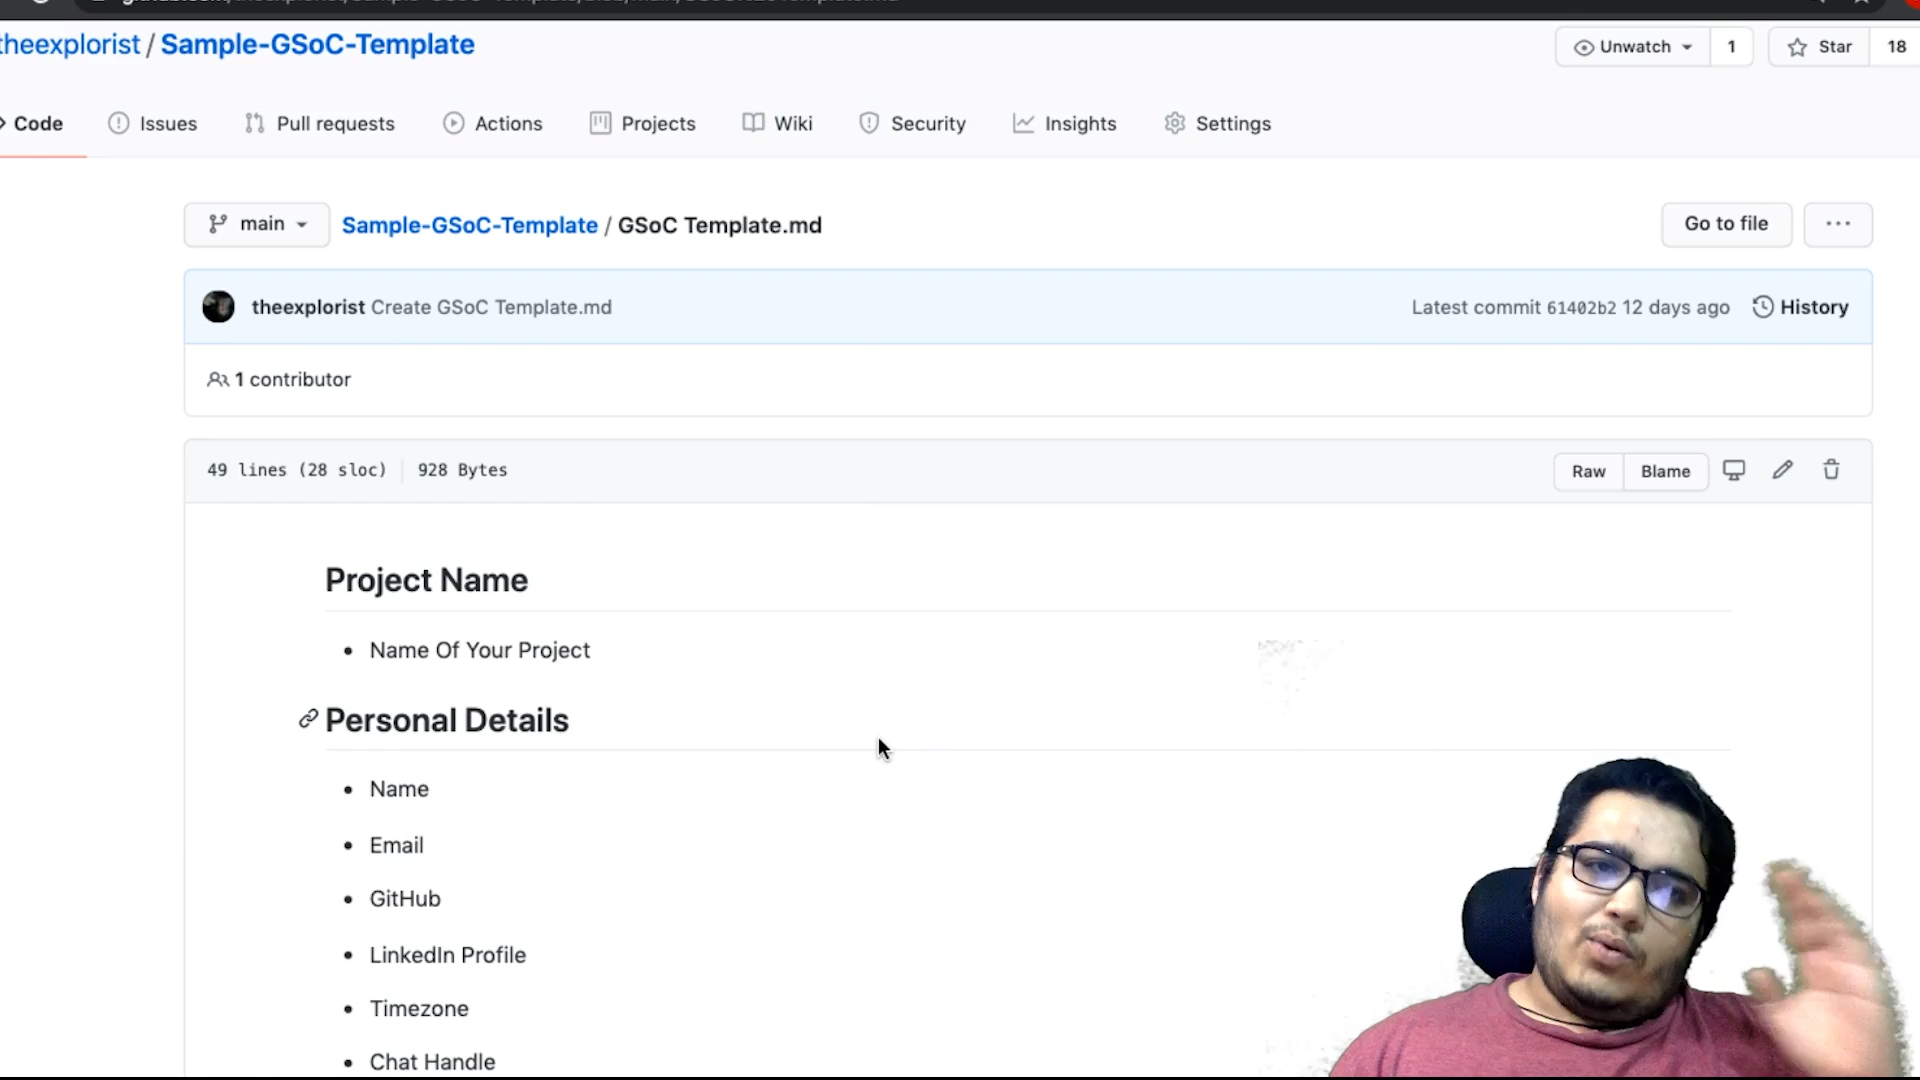 theexplorist / Sample-GSoC-Template
Unwatch 1 Star 18
Code Issues Pull requests Actions Projects Wiki Security Insights Settings
main Sample-GSoC-Template / GSoC Template.md Go to file ...
theexplorist Create GSoC Template.md Latest commit 61402b2 12 days ago History
1 contributor
49 lines (28 sloc) 928 Bytes Raw Blame
Project Name
• Name Of Your Project
Personal Details
• Name
• Email
• GitHub
• LinkedIn Profile
• Timezone
• Chat Handle